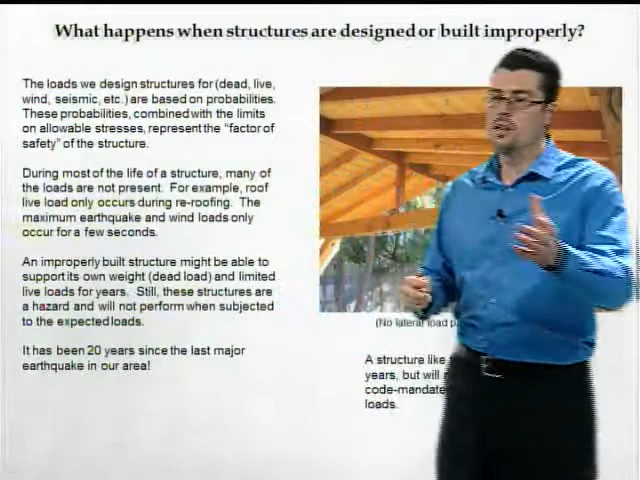 What happens when structures are designed or built improperly?
The loads we design structures for (dead, live,
wind, seismic, etc.) are based on probabilities.
These probabilities, combined with the limits
on allowable stresses, represent the "factor of
safety" of the structure.
During most of the life of a structure, many of
the loads are not present. For example, roof
live load only occurs during re-roofing. The
maximum earthquake and wind loads only
occur for a few seconds.
An improperly built structure might be able to
support its own weight (dead load) and limited
live loads for years. Still, these structures are
a hazard and will not perform when subjected
to the expected loads.
It has been 20 years since the last major
earthquake in our area!
(No lateral load
A structure like
years, but will
code-mandate
loads.